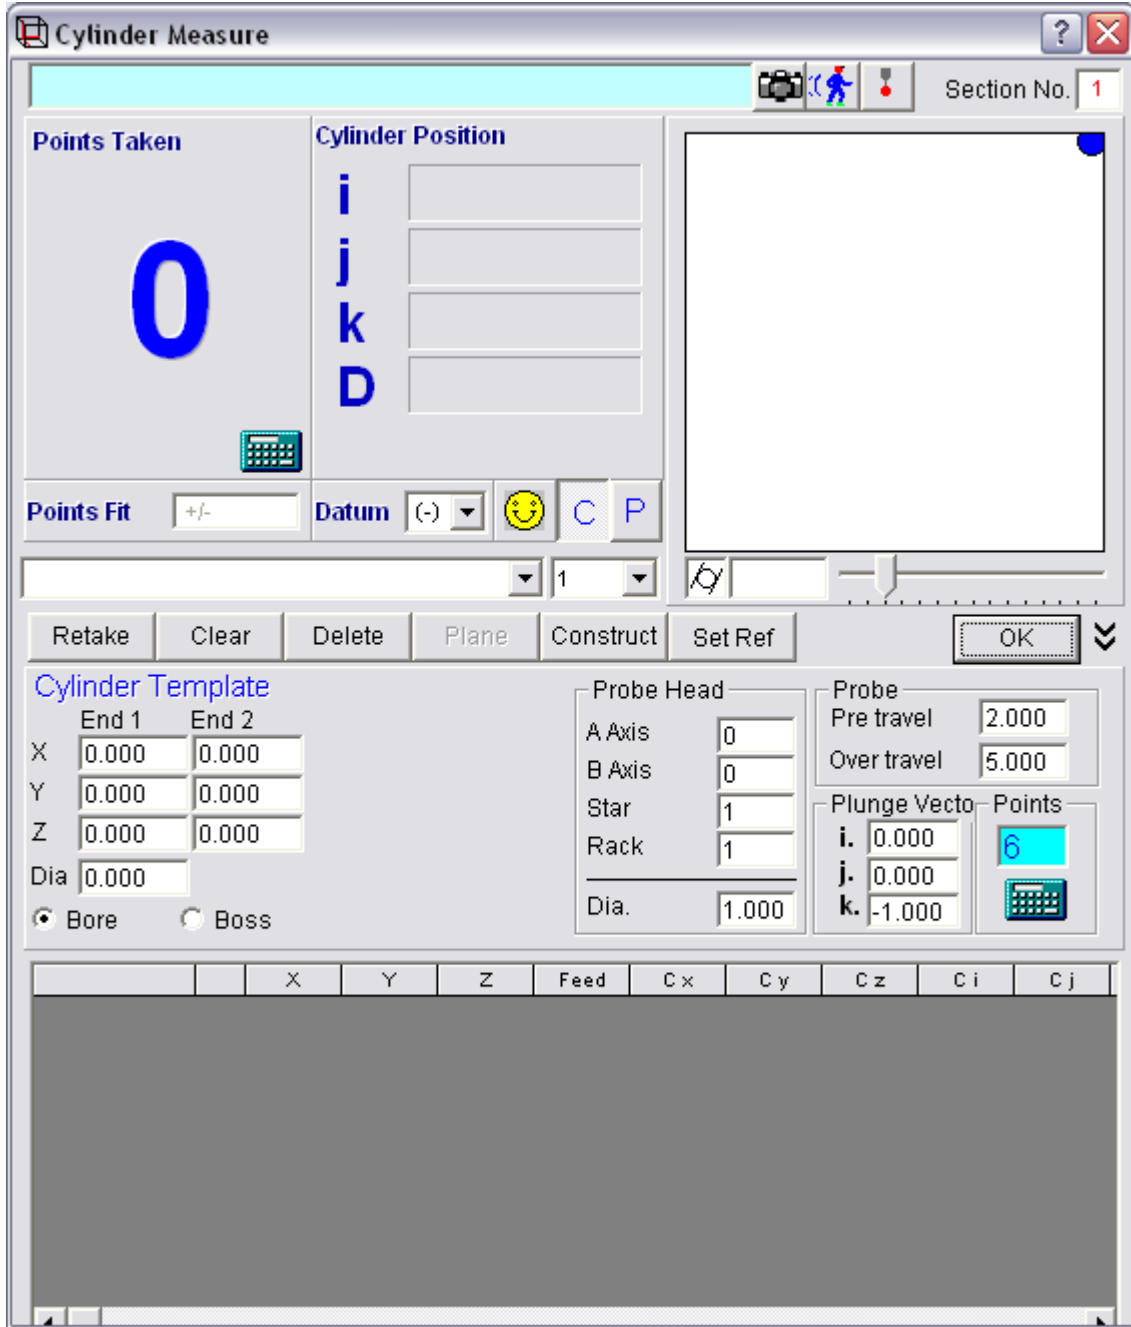 Cylinder Measure
Section No. 1
Points Taken
Cylinder Position
0
i
j
k
D
Points Fit +/- Datum (-) C P
1
Retake Clear Delete Plane Construct Set Ref OK
Cylinder Template
End 1 End 2
X 0.000 0.000
Y 0.000 0.000
Z 0.000 0.000
Dia 0.000
Bore Boss
Probe Head
A Axis 0
B Axis 0
Star 1
Rack 1
Dia. 1.000
Probe
Pre travel 2.000
Over travel 5.000
Plunge Vecto
i. 0.000
j. 0.000
k. -1.000
Points
6
X Y Z Feed C x C y C z C i C j